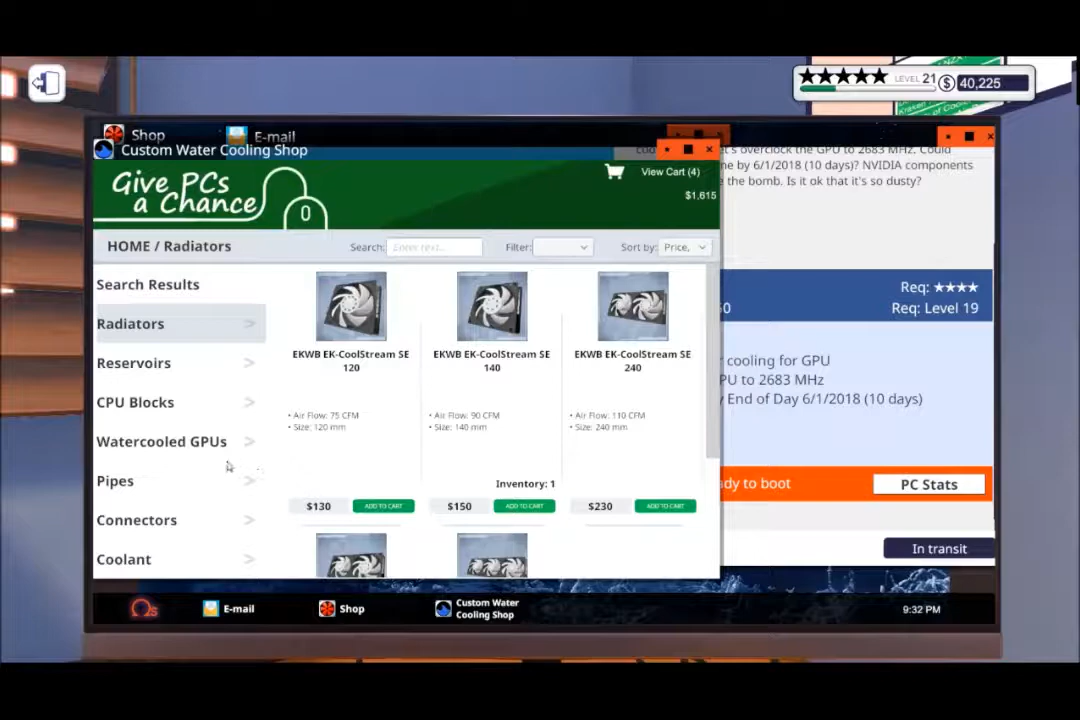 LEVEL 21
$ 40,225
Shop
E-mail
Custom Water Cooling Shop
Give PCs
a Chance
View Cart (4)
$1,615
let's overclock the GPU to 2683 MHz. Could
me by 6/1/2018 (10 days)? NVIDIA components
the bomb. Is it ok that it's so dusty?
HOME / Radiators
Search: Enter text...
Filter:
Sort by: Price,
Search Results
Radiators >
Reservoirs >
CPU Blocks >
Watercooled GPUs >
Pipes >
Connectors >
Coolant >
EKWB EK-CoolStream SE
120
• Air Flow: 75 CFM
• Size: 120 mm
$130 ADD TO CART
EKWB EK-CoolStream SE
140
• Air Flow: 90 CFM
• Size: 140 mm
Inventory: 1
$150 ADD TO CART
EKWB EK-CoolStream SE
240
• Air Flow: 110 CFM
• Size: 240 mm
$230 ADD TO CART
Req: ★★★★
Req: Level 19
cooling for GPU
PU to 2683 MHz
End of Day 6/1/2018 (10 days)
dy to boot
PC Stats
In transit
E-mail
Shop
Custom Water
Cooling Shop
9:32 PM